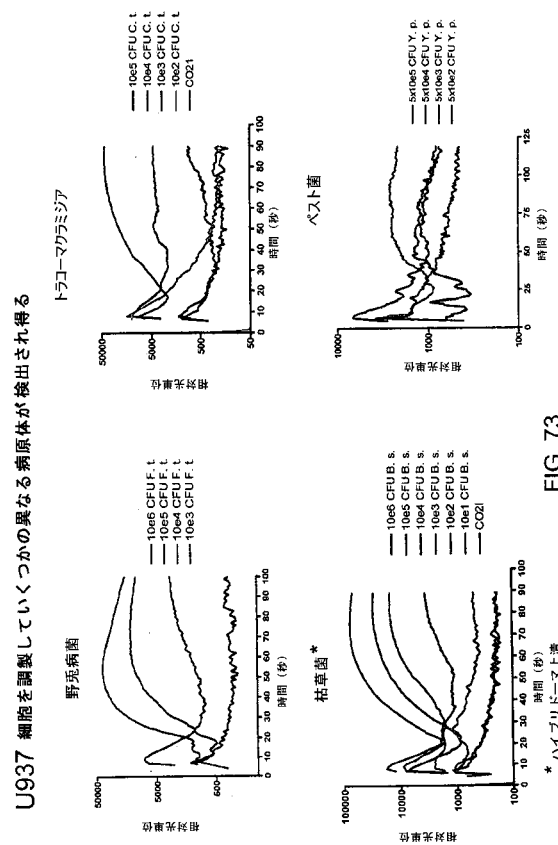 U937 細胞を調製していくつかの異なる病原体が検出され得る
野兎病菌
相対光単位
50000
5000
600
0 10 20 30 40 50 60 70 80 90 100
時間 (秒)
10e6 CFU F. t.
10e5 CFU F. t.
10e4 CFU F. t.
10e3 CFU F. t.
トラコーマクラミジア
相対光単位
50000
5000
500
50
0 10 20 30 40 50 60 70 80 90 100
時間 (秒)
10e5 CFU C. t.
10e4 CFU C. t.
10e3 CFU C. t.
10e2 CFU C. t.
CO21
枯草菌*
相対光単位
100000
10000
1000
100
0 10 20 30 40 50 60 70 80 90 100
時間 (秒)
10e6 CFU B. s.
10e5 CFU B. s.
10e4 CFU B. s.
10e3 CFU B. s.
10e2 CFU B. s.
10e1 CFU B. s.
CO2I
ペスト菌
相対光単位
10000
1000
100
0 25 50 75 100 125
時間 (秒)
5x10e5 CFU Y. p.
5x10e4 CFU Y. p.
5x10e3 CFU Y. p.
5x10e2 CFU Y. p.
* ハイブリドーマ上清
FIG. 73